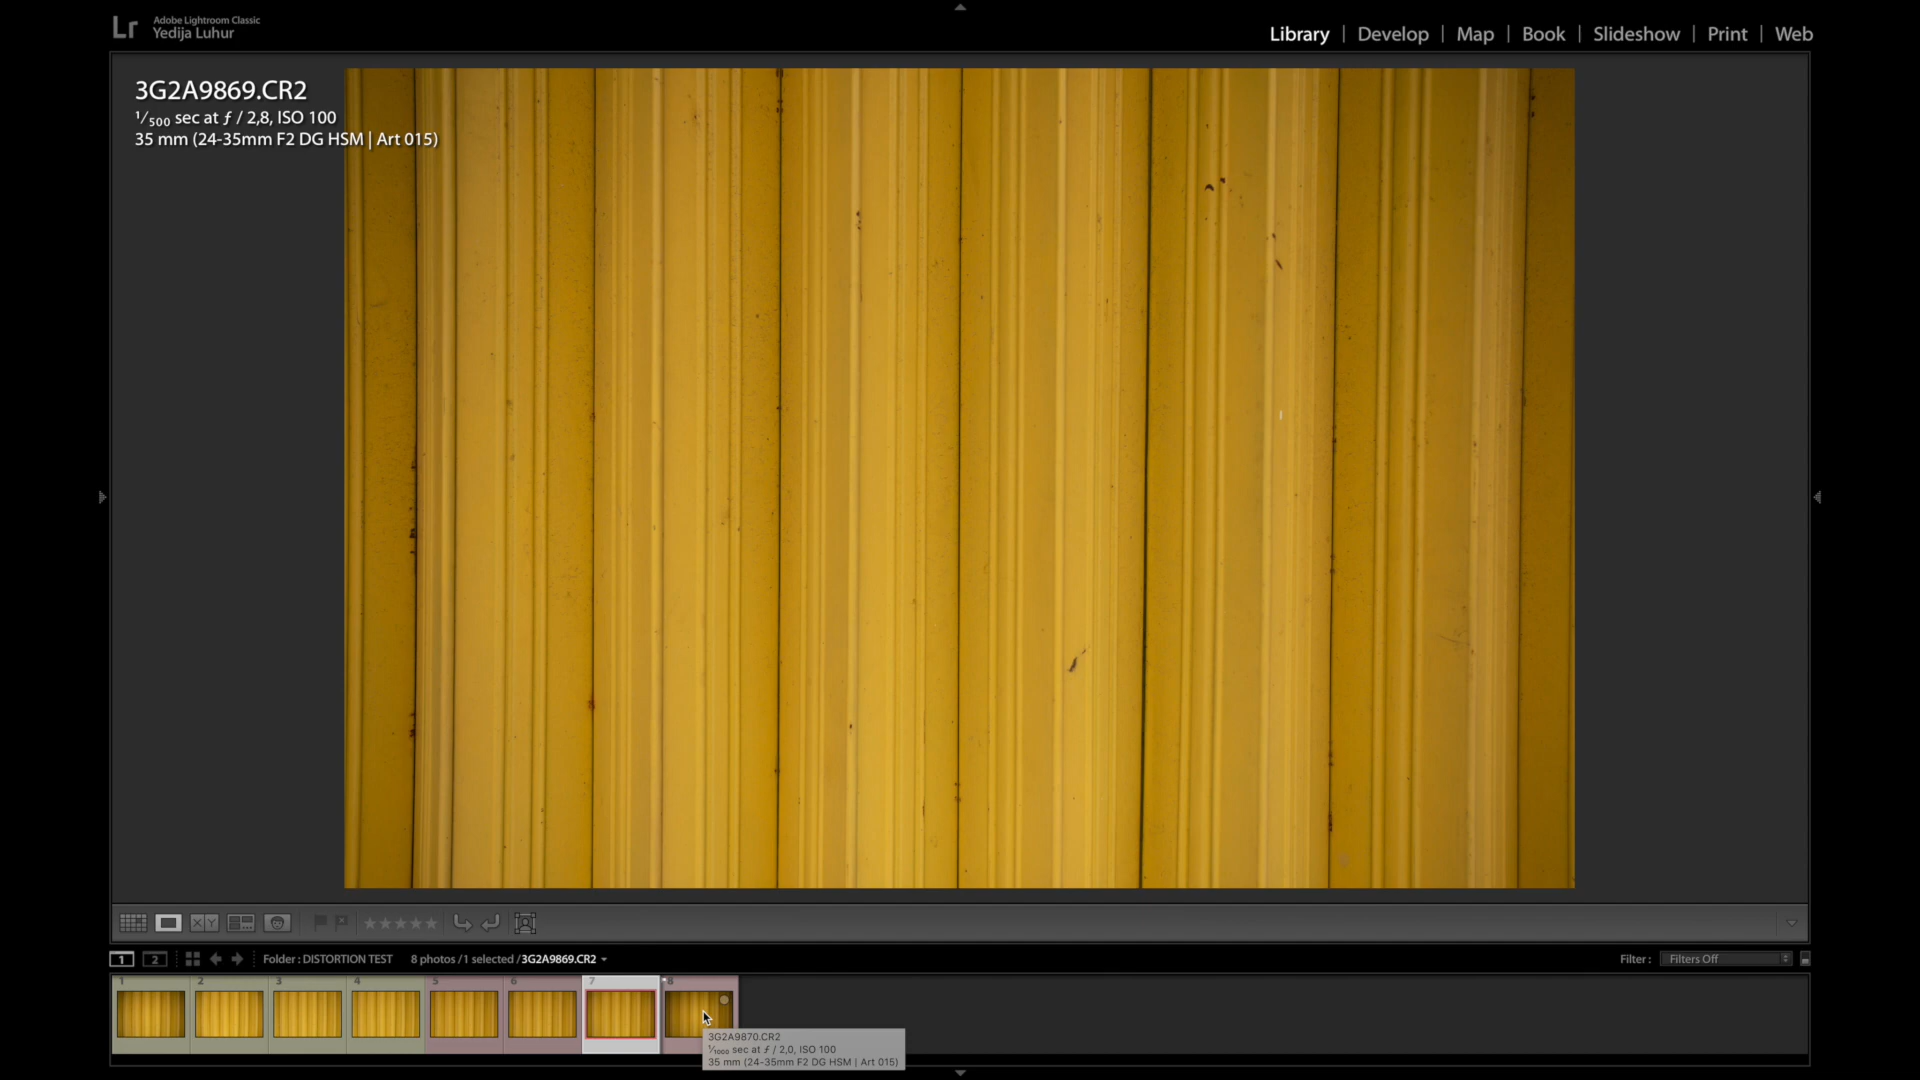 Lr
Adobe Lightroom Classic
Yedija Luhur
Library | Develop | Map | Book | Slideshow | Print | Web
3G2A9869.CR2
1/500 sec at ƒ / 2,8, ISO 100
35 mm (24-35mm F2 DG HSM | Art 015)
X Y
1 2 Folder : DISTORTION TEST 8 photos / 1 selected / 3G2A9869.CR2 Filter : Filters Off
1 2 3 4 5 6 7 8
3G2A9870.CR2
1/1000 sec at ƒ / 2,0, ISO 100
35 mm (24-35mm F2 DG HSM | Art 015)